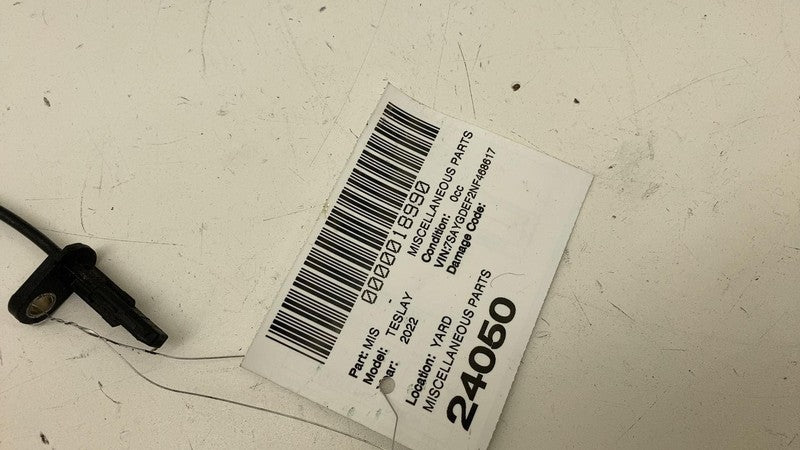 0000018990
Part: MIS -
MISCELLANEOUS PARTS
Model: TESLAY
Condition: 0cc
ar: 2022
VIN:7SAYGDEF2NF468617
Damage Code:
Location: YARD
MISCELLANEOUS PARTS
24050